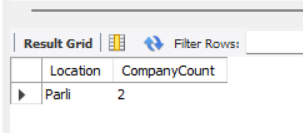 Result Grid Filter Rows:
Location CompanyCount
Parli 2